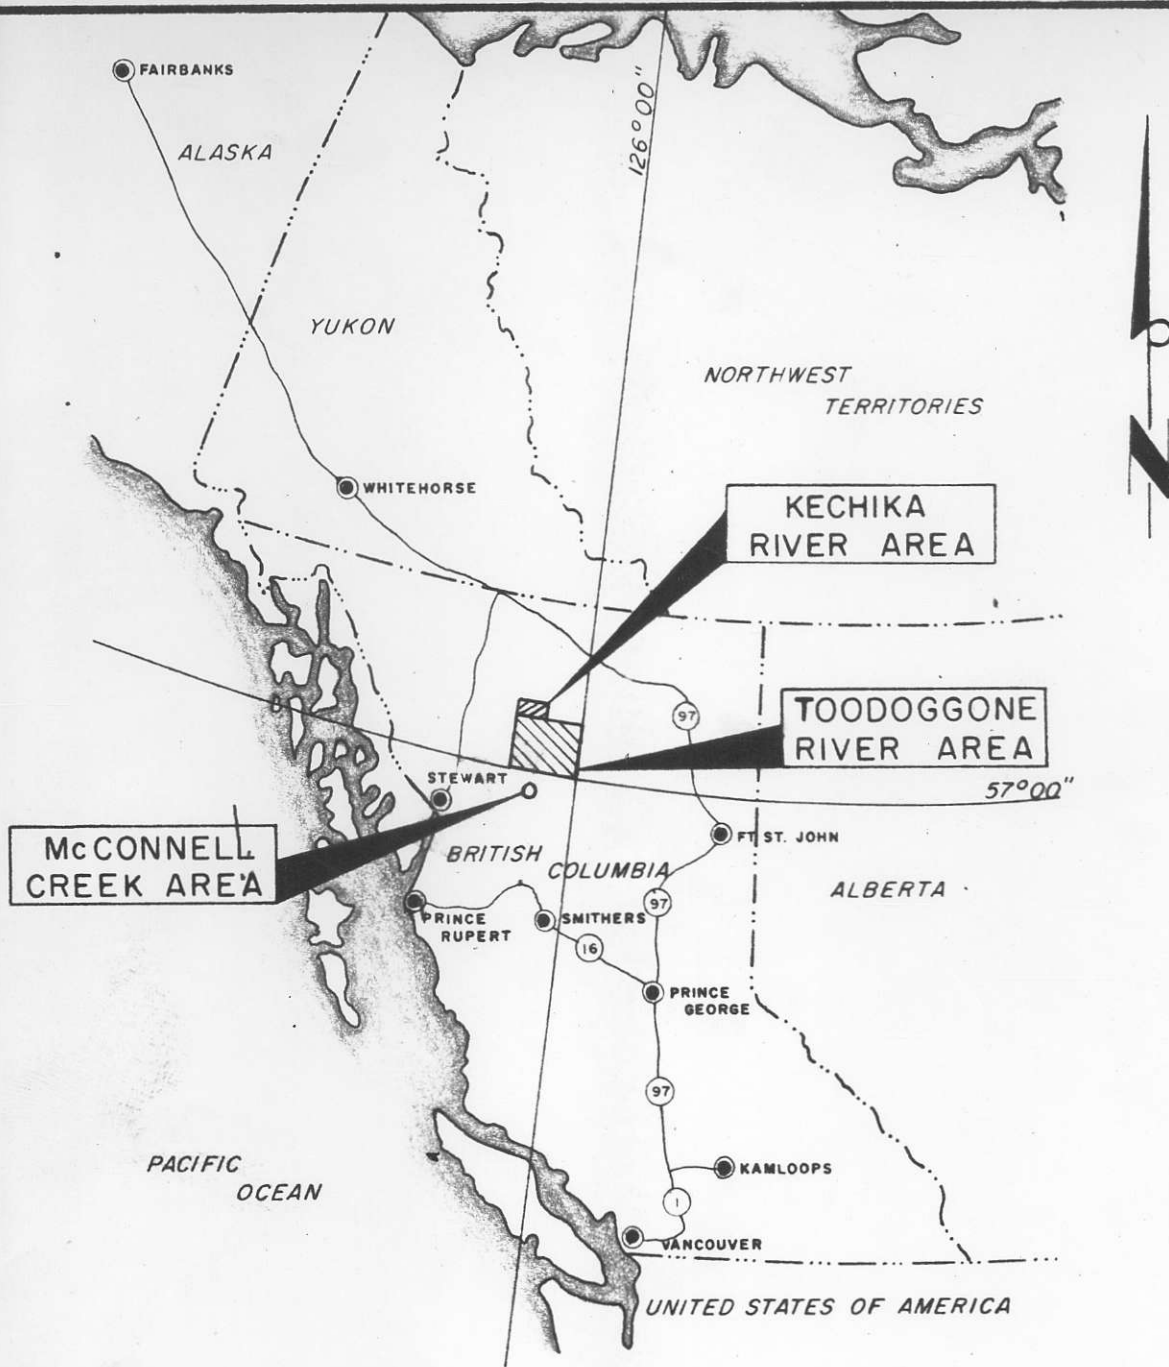 FAIRBANKS
ALASKA
126°00"
YUKON
NORTHWEST
TERRITORIES
N
WHITEHORSE
KECHIKA
RIVER AREA
97
TOODOGGONE
RIVER AREA
57°00"
STEWART
McCONNELL
CREEK AREA
FT ST. JOHN
BRITISH
COLUMBIA
ALBERTA
97
PRINCE
RUPERT
SMITHERS
16
PRINCE
GEORGE
97
PACIFIC
OCEAN
KAMLOOPS
1
VANCOUVER
UNITED STATES OF AMERICA